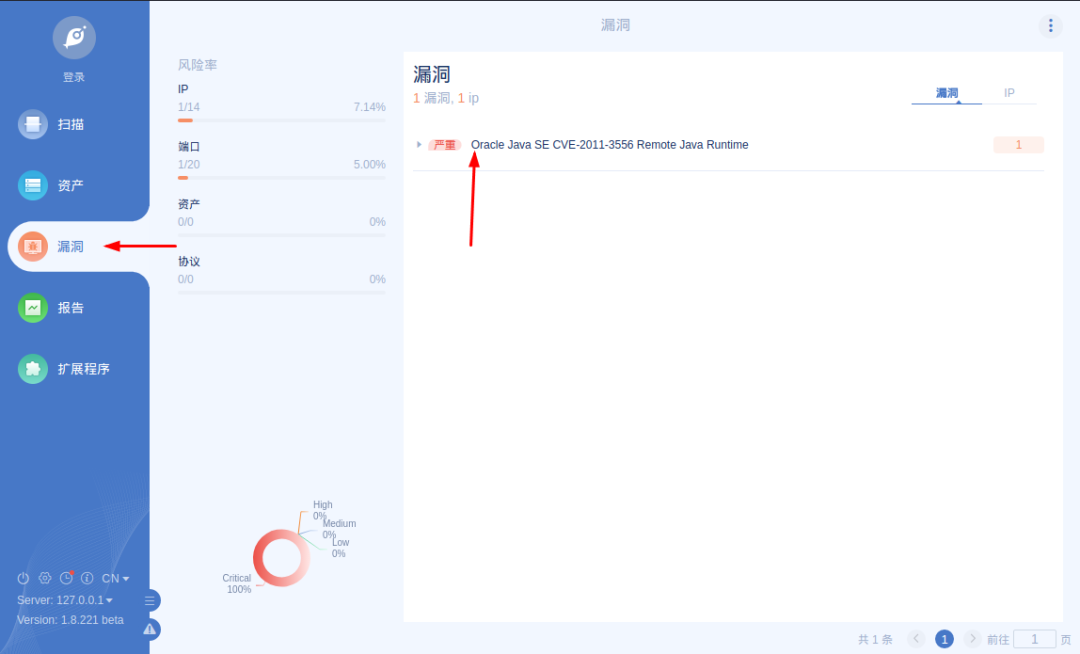 漏洞
登录
扫描
资产
漏洞
报告
扩展程序
CN
Server: 127.0.0.1
Version: 1.8.221 beta
风险率
IP
1/14 7.14%
端口
1/20 5.00%
资产
0/0 0%
协议
0/0 0%
High
0%
Medium
0%
Low
0%
Critical
100%
漏洞
1 漏洞, 1 ip
漏洞 IP
严重 Oracle Java SE CVE-2011-3556 Remote Java Runtime 1
共 1 条 1 前往 1 页